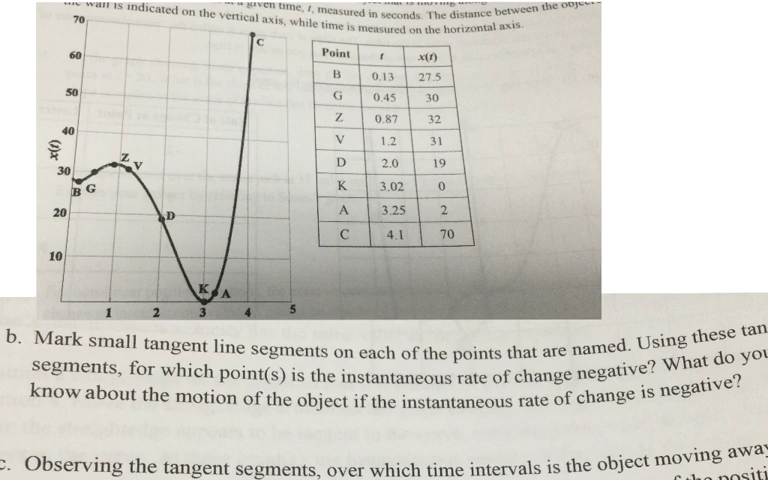 wall is indicated on the vertical axis, while time is measured on the horizontal axis.
given time, t, measured in seconds. The distance between the
70
60
50
40
30
20
10
x(t)
B
G
Z
V
D
K
A
C
1 2 3 4 5
Point t x(t)
B 0.13 27.5
G 0.45 30
Z 0.87 32
V 1.2 31
D 2.0 19
K 3.02 0
A 3.25 2
C 4.1 70
b. Mark small tangent line segments on each of the points that are named. Using these tan
segments, for which point(s) is the instantaneous rate of change negative? What do you
know about the motion of the object if the instantaneous rate of change is negative?
c. Observing the tangent segments, over which time intervals is the object moving away